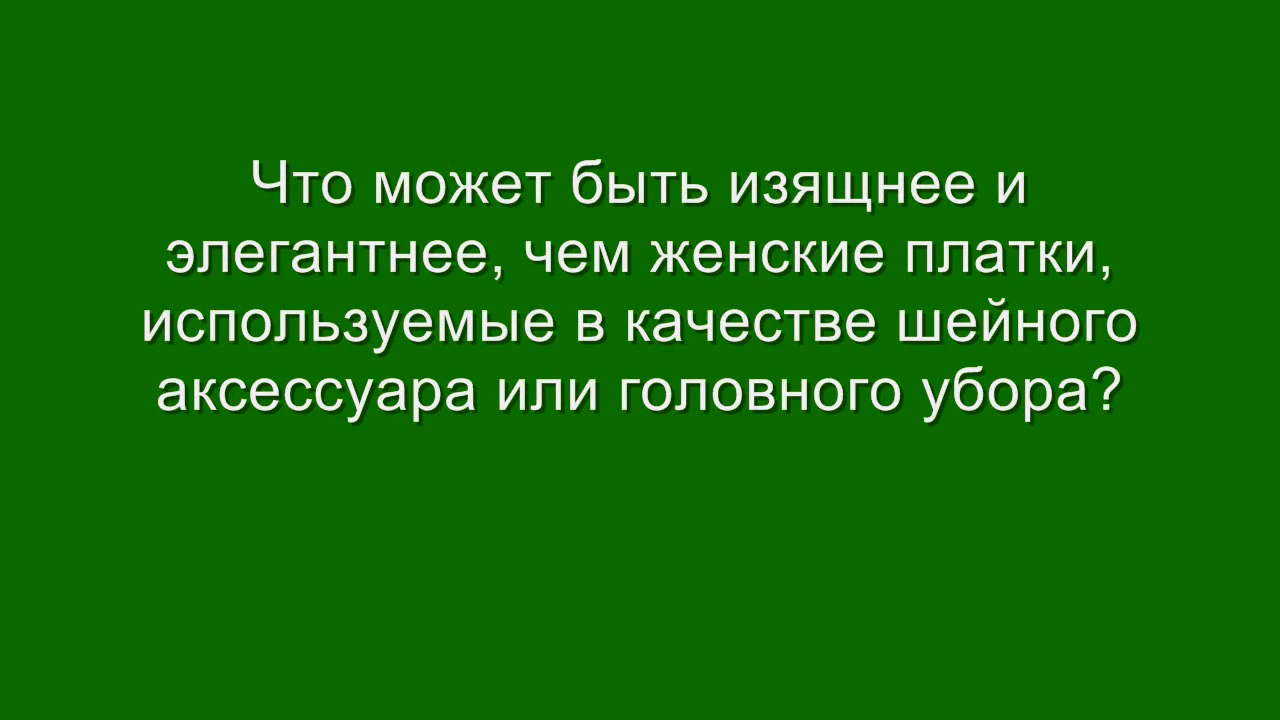 Что может быть изящнее и
элегантнее, чем женские платки,
используемые в качестве шейного
аксессуара или головного убора?